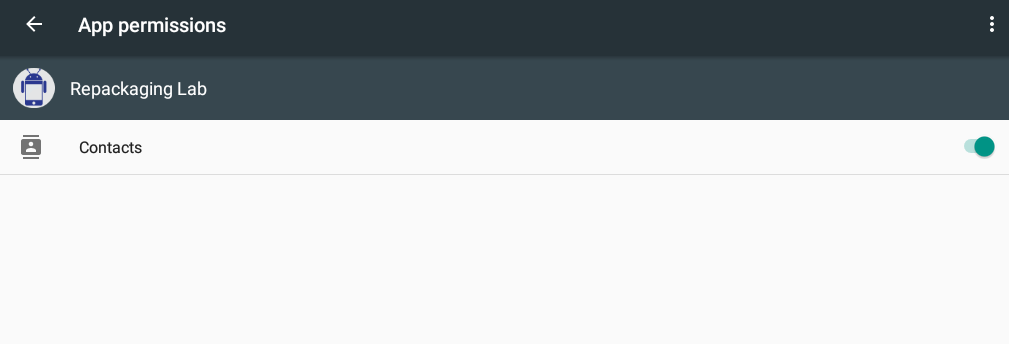 App permissions
Repackaging Lab
Contacts